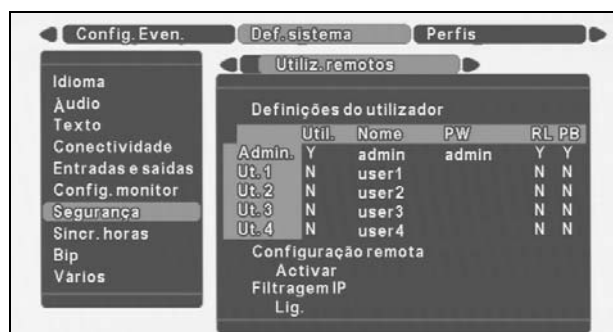 Config.Even. Def.sistema Perfis
Utiliz.remotos
Idioma
Àudio
Texto
Conectividade
Entradas e saidas
Config.monitor
Segurança
Sincr.horas
Bip
Vàrios
Definições do utilizador
Util. Nome PW RL PB
Admin. Y admin admin Y Y
Ut.1 N user1 N N
Ut.2 N user2 N N
Ut.3 N user3 N N
Ut.4 N user4 N N
Configuração remota
Activar
Filtragem IP
Lig.